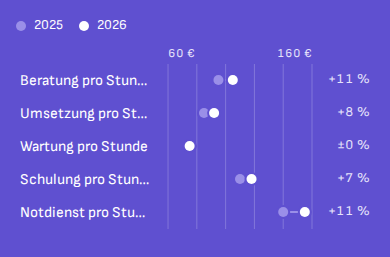 2025 2026
60 € 160 €
Beratung pro Stun... +11 %
Umsetzung pro St... +8 %
Wartung pro Stunde ±0 %
Schulung pro Stun... +7 %
Notdienst pro Stu... +11 %